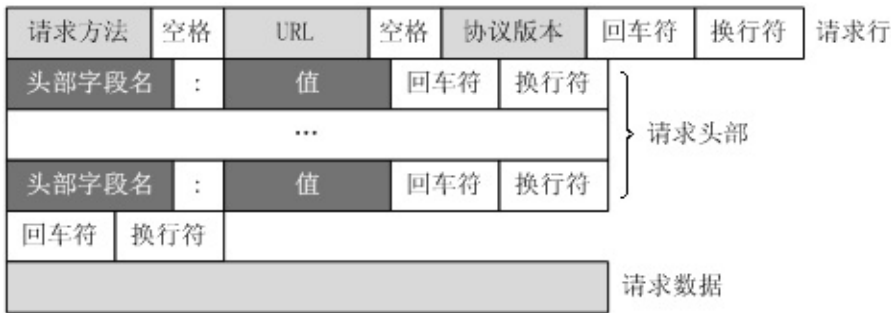 请求方法 空格 URL 空格 协议版本 回车符 换行符 请求行
头部字段名 : 值 回车符 换行符
… 请求头部
头部字段名 : 值 回车符 换行符
回车符 换行符
请求数据